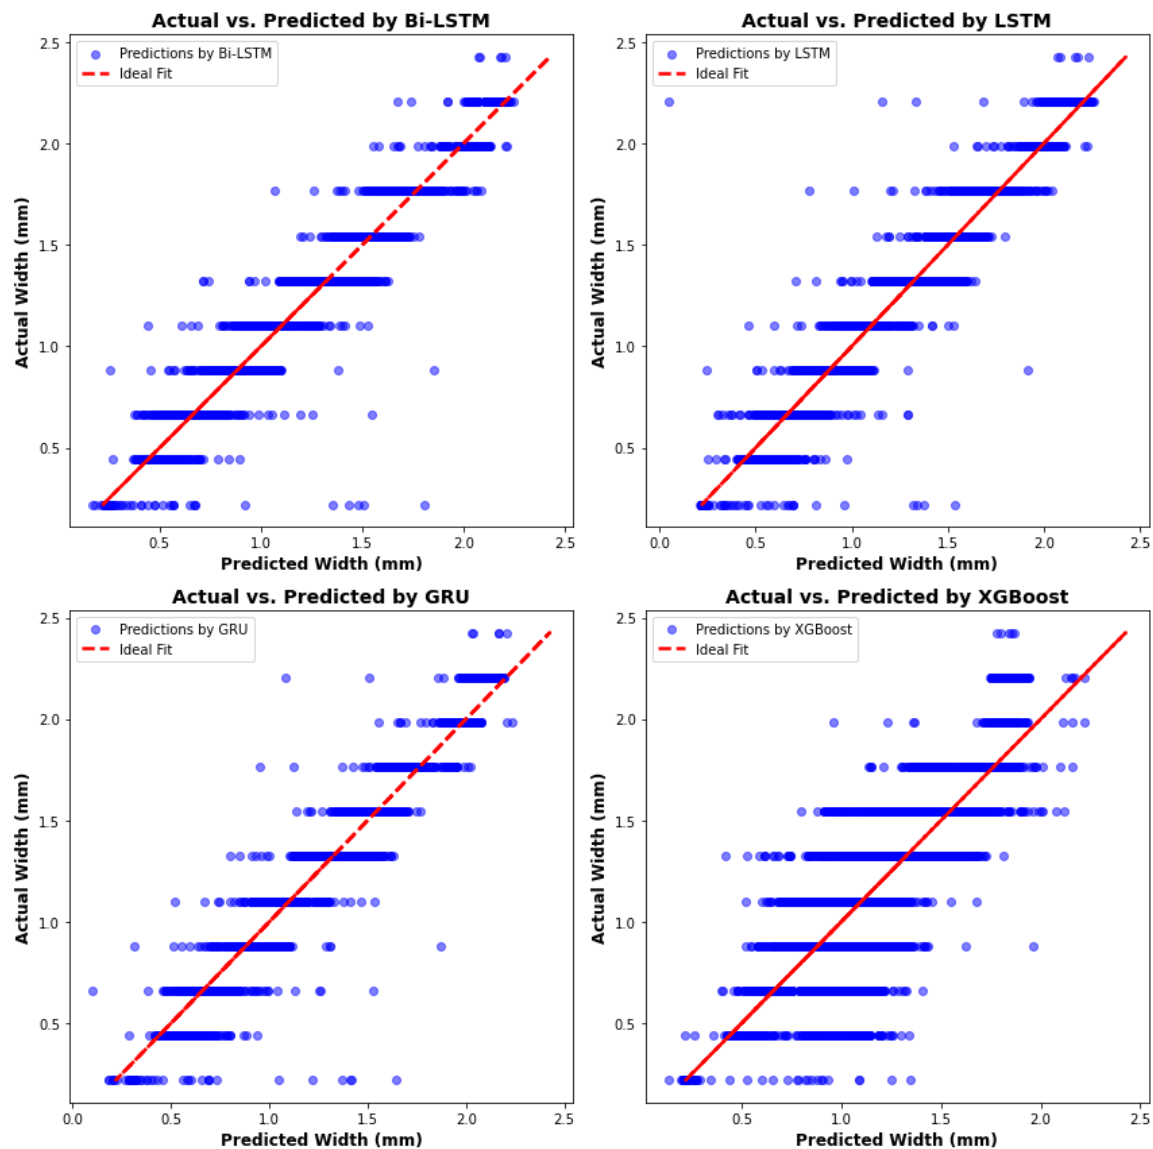 Actual vs. Predicted by Bi-LSTM
Predictions by Bi-LSTM
Ideal Fit
Actual Width (mm)
2.5
2.0
1.5
1.0
0.5
0.5 1.0 1.5 2.0 2.5
Predicted Width (mm)
Actual vs. Predicted by LSTM
Predictions by LSTM
Ideal Fit
Actual Width (mm)
2.5
2.0
1.5
1.0
0.5
0.0 0.5 1.0 1.5 2.0 2.5
Predicted Width (mm)
Actual vs. Predicted by GRU
Predictions by GRU
Ideal Fit
Actual Width (mm)
2.5
2.0
1.5
1.0
0.5
0.0 0.5 1.0 1.5 2.0 2.5
Predicted Width (mm)
Actual vs. Predicted by XGBoost
Predictions by XGBoost
Ideal Fit
Actual Width (mm)
2.5
2.0
1.5
1.0
0.5
0.5 1.0 1.5 2.0 2.5
Predicted Width (mm)